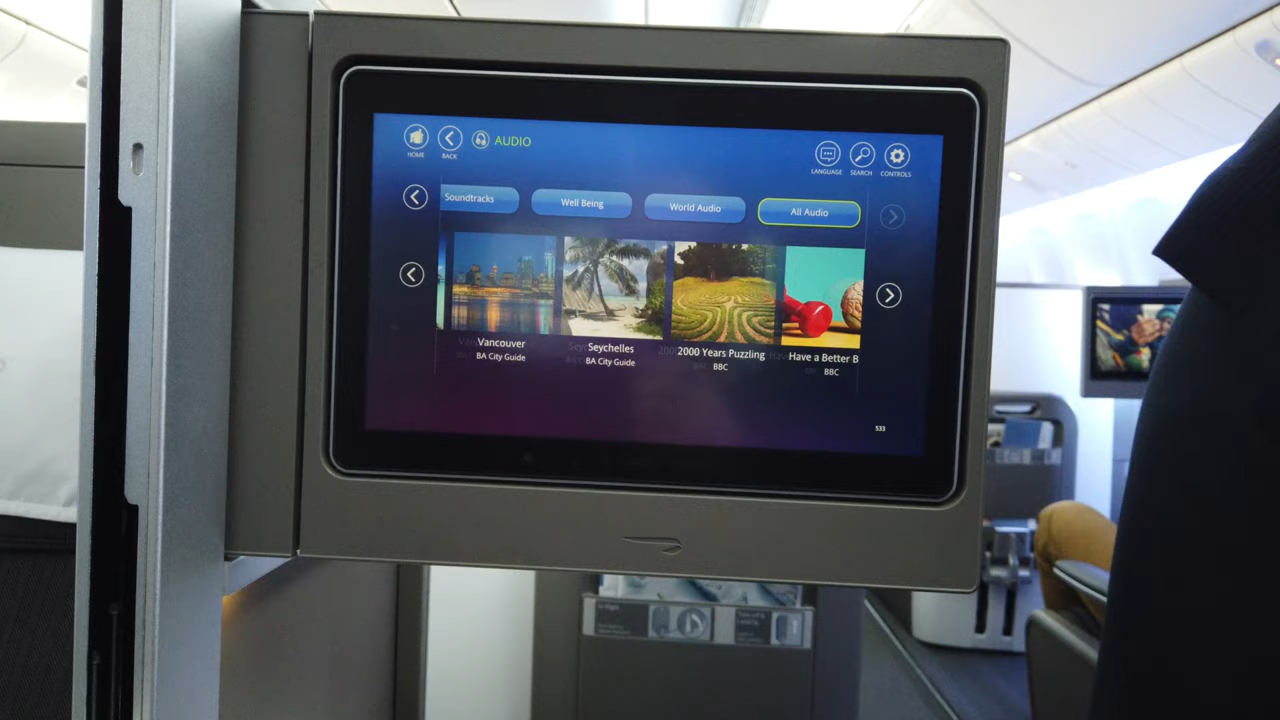 AUDIO
HOME
BACK
LANGUAGE
SEARCH
CONTROLS
Soundtracks
Well Being
World Audio
All Audio
Vancouver
BA City Guide
Seychelles
BA City Guide
2000 Years Puzzling
BBC
Have a Better B
BBC
533